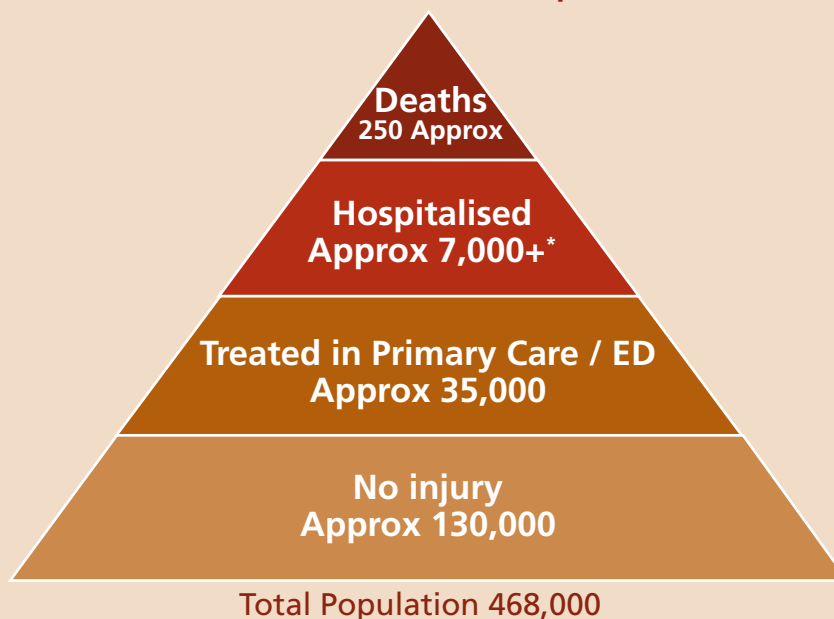 Deaths
250 Approx
Hospitalised
Approx 7,000+*
Treated in Primary Care / ED
Approx 35,000
No injury
Approx 130,000
Total Population 468,000